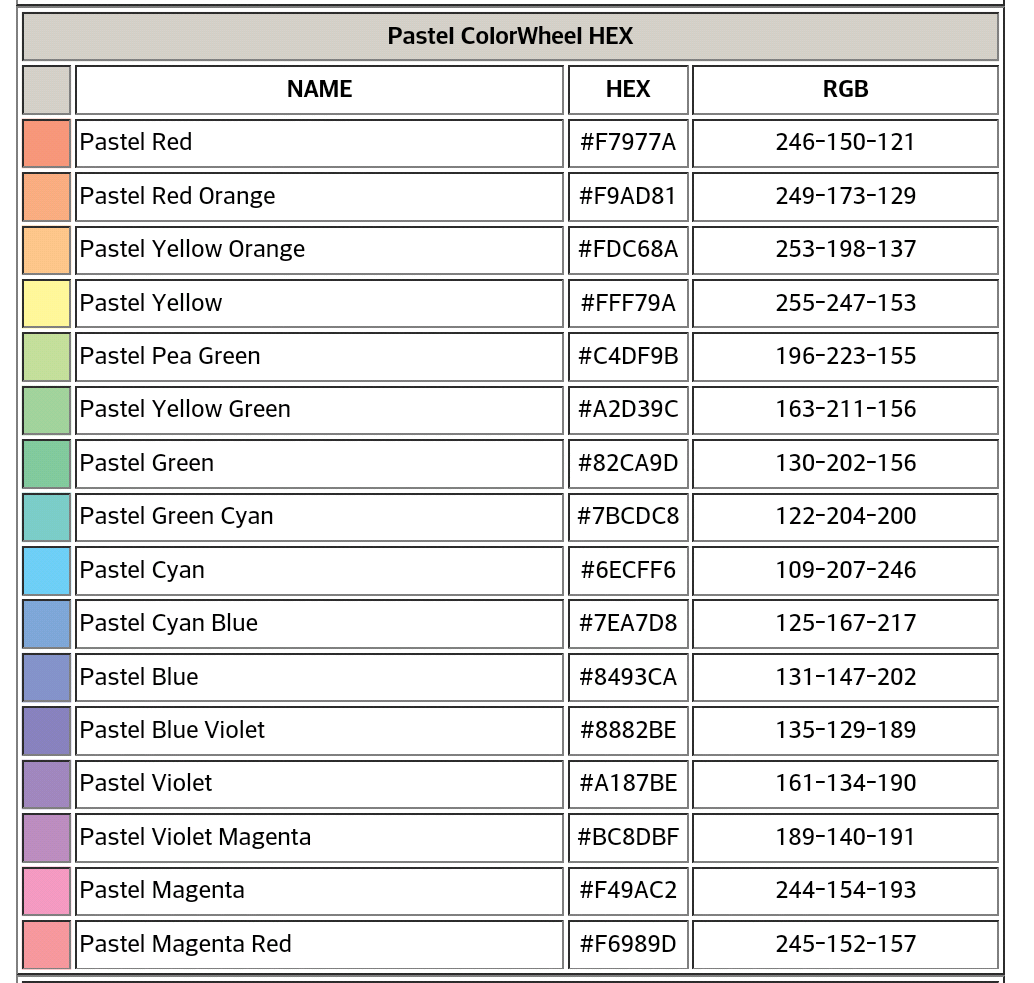 Pastel ColorWheel HEX
NAME HEX RGB
Pastel Red #F7977A 246-150-121
Pastel Red Orange #F9AD81 249-173-129
Pastel Yellow Orange #FDC68A 253-198-137
Pastel Yellow #FFF79A 255-247-153
Pastel Pea Green #C4DF9B 196-223-155
Pastel Yellow Green #A2D39C 163-211-156
Pastel Green #82CA9D 130-202-156
Pastel Green Cyan #7BCDC8 122-204-200
Pastel Cyan #6ECFF6 109-207-246
Pastel Cyan Blue #7EA7D8 125-167-217
Pastel Blue #8493CA 131-147-202
Pastel Blue Violet #8882BE 135-129-189
Pastel Violet #A187BE 161-134-190
Pastel Violet Magenta #BC8DBF 189-140-191
Pastel Magenta #F49AC2 244-154-193
Pastel Magenta Red #F6989D 245-152-157